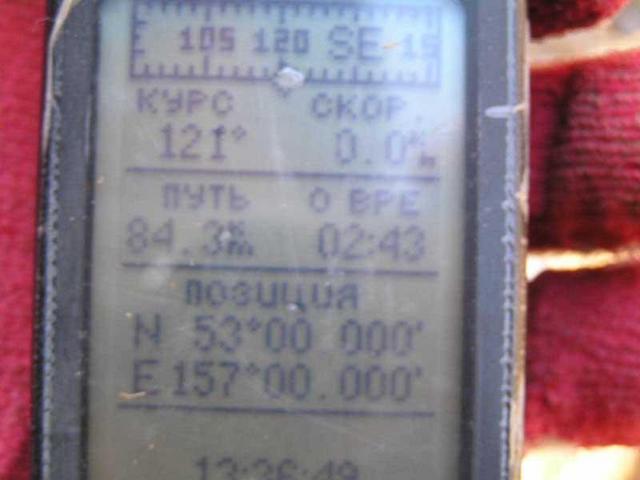 E 105 120 SE 15
КУРС СКОР.
121° 0.0
ПУТЬ О ВРЕ
84.3 км 02:43
ПОЗИЦИЯ
N 53°00.000'
E 157°00.000'
13:26:49